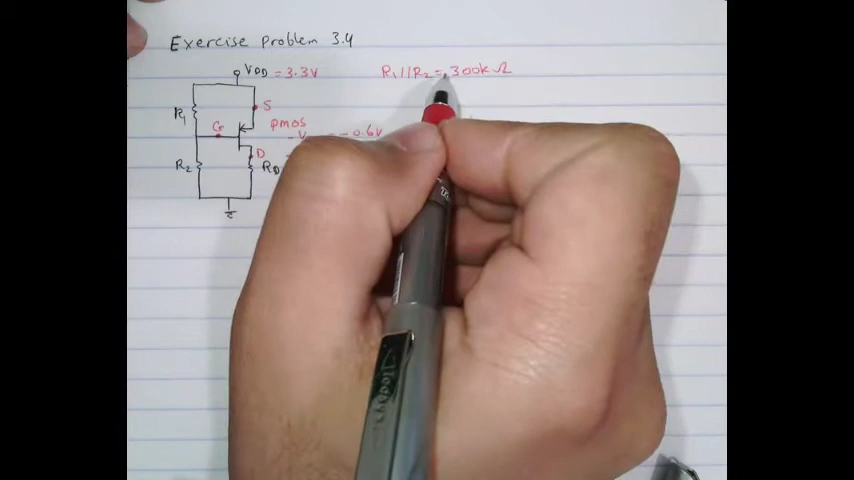 Exercise problem 3.4
VDD = 3.3V
R1//R2 = 300kΩ
S
R1
G
pmos
-0.6V
D
R2
RD